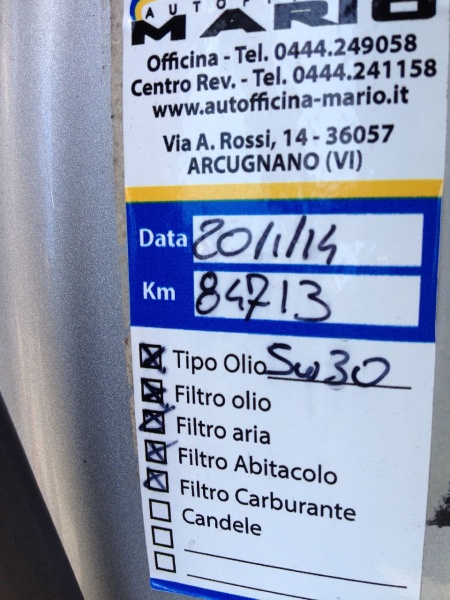 MARIO
Officina - Tel. 0444.249058
Centro Rev. - Tel. 0444.241158
www.autofficina-mario.it
Via A. Rossi, 14 - 36057
ARCUGNANO (VI)
Data 20/1/14
Km 84713
Tipo Olio 5w30
Filtro olio
Filtro aria
Filtro Abitacolo
Filtro Carburante
Candele